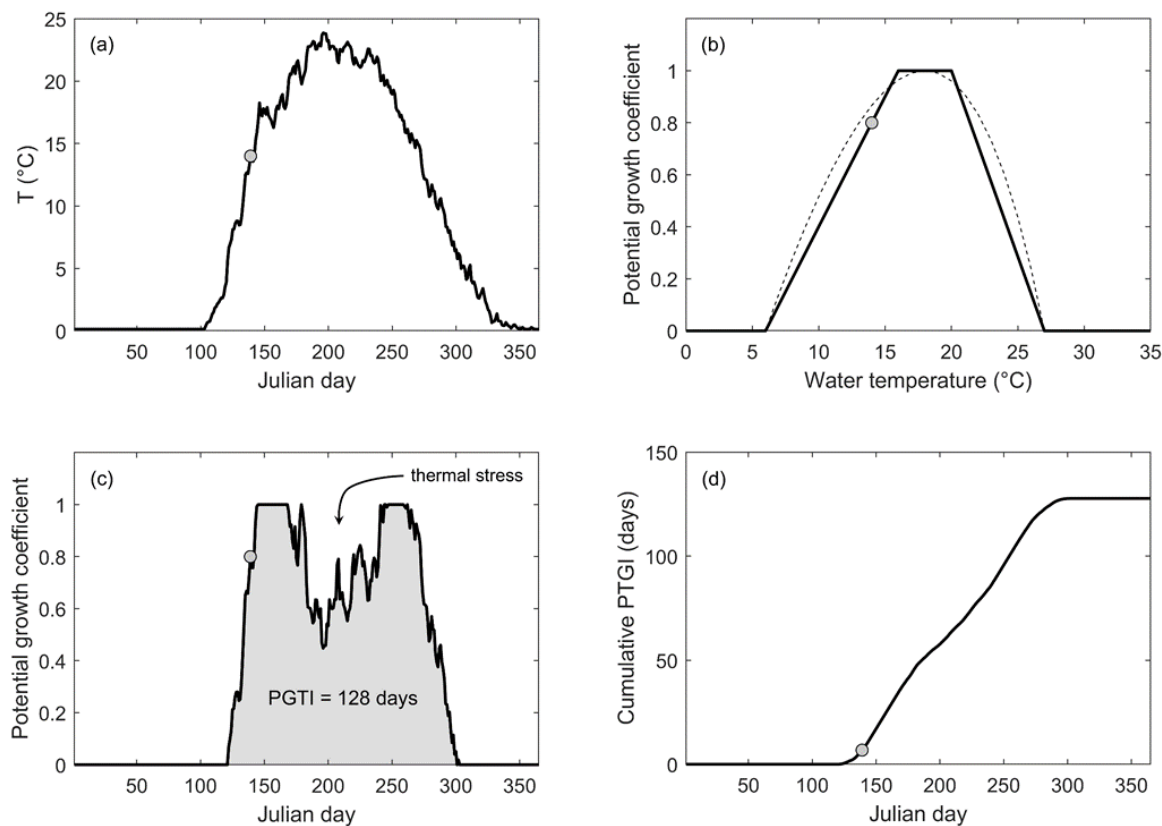 (a)
T (°C)
25
20
15
10
5
0
50 100 150 200 250 300 350
Julian day
(b)
Potential growth coefficient
1
0.8
0.6
0.4
0.2
0
0 5 10 15 20 25 30 35
Water temperature (°C)
(c)
thermal stress
Potential growth coefficient
1
0.8
0.6
0.4
0.2
0
PGTI = 128 days
50 100 150 200 250 300 350
Julian day
(d)
Cumulative PTGI (days)
150
100
50
0
50 100 150 200 250 300 350
Julian day